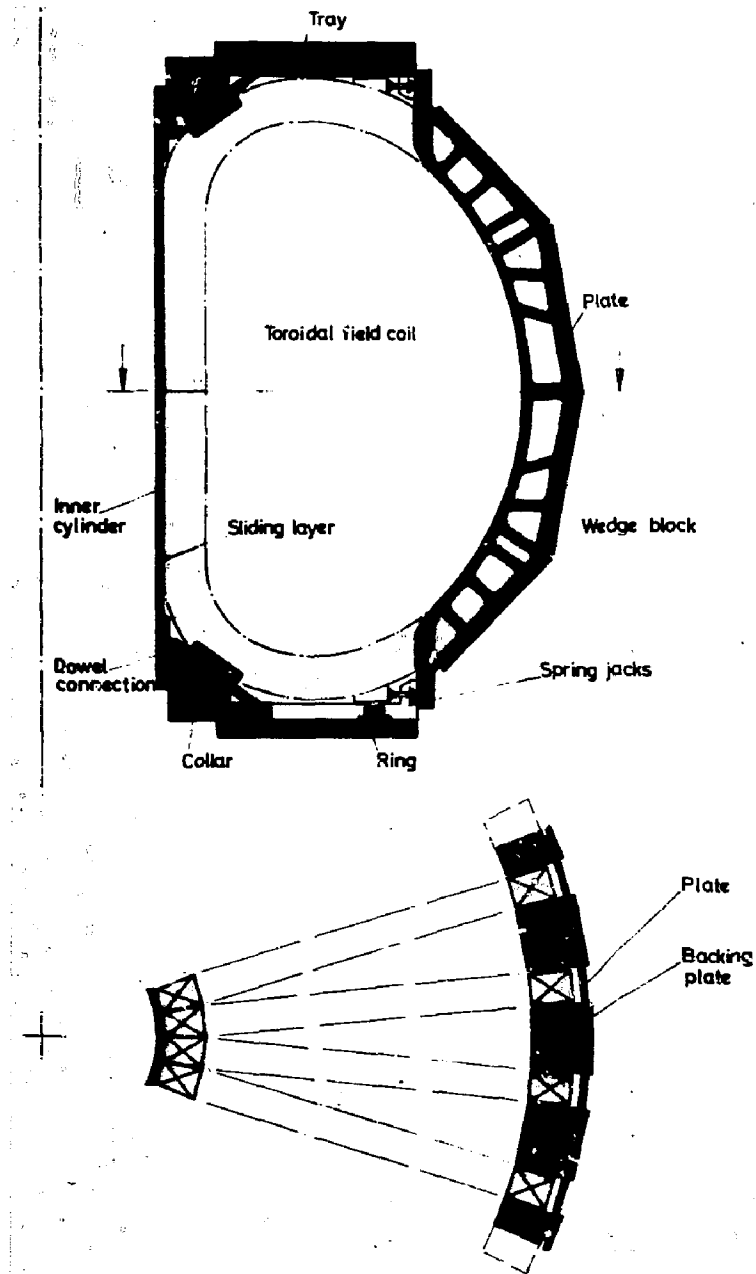 Tray
Plate
Toroidal field coil
Inner
cylinder
Sliding layer
Wedge block
Dowel
connection
Spring jacks
Collar
Ring
Plate
Backing
plate